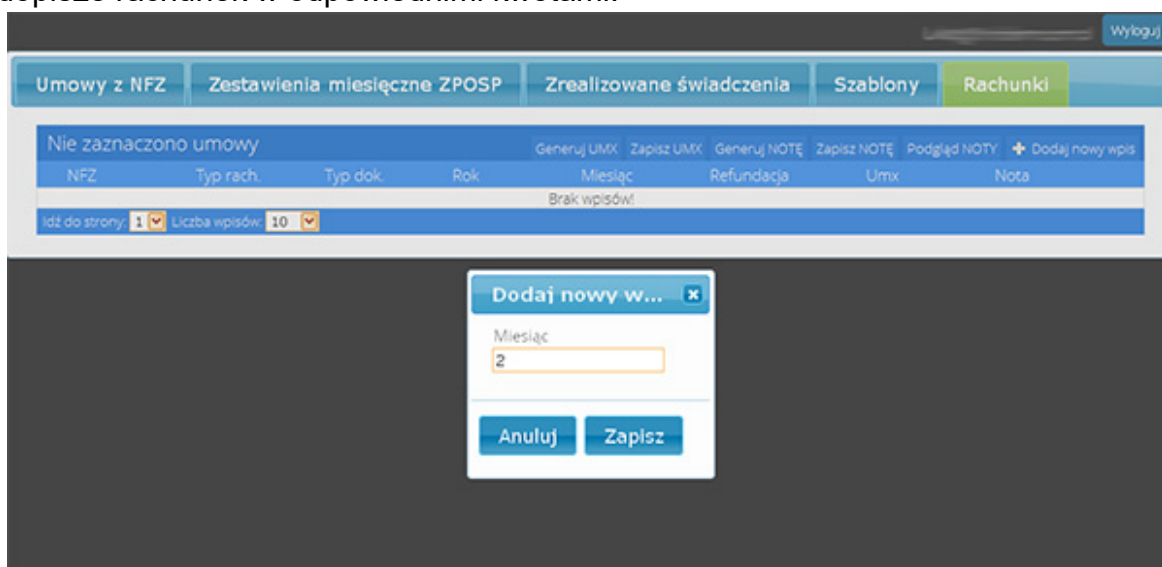 dopisze rachunek w odpowiednimi kwotami.
Wyloguj
Umowy z NFZ Zestawienia miesięczne ZPOSP Zrealizowane świadczenia Szablony Rachunki
Nie zaznaczono umowy Generuj UMX Zapisz UMX Generuj NOTĘ Zapisz NOTĘ Podgląd NOTY Dodaj nowy wpis
NFZ Typ rach. Typ dok. Rok Miesiąc Refundacja Umx Nota
Brak wpisów!
Idź do strony: 1 Liczba wpisów: 10
Dodaj nowy w...
Miesiąc
2
Anuluj Zapisz